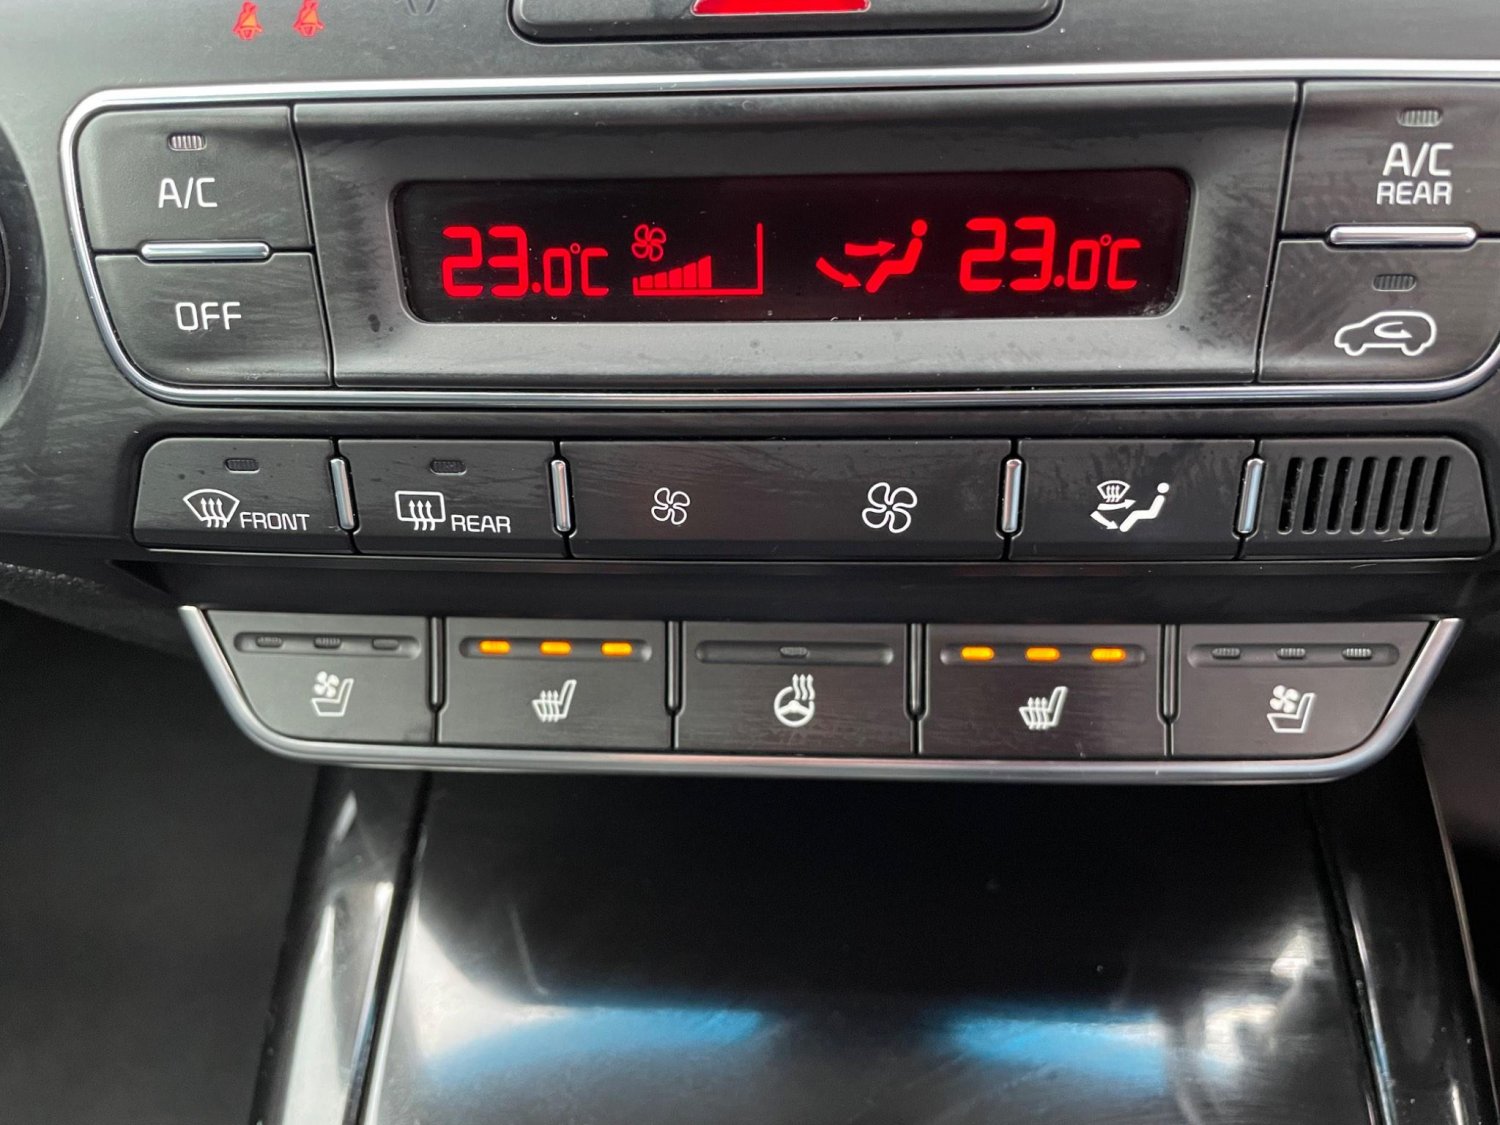 A/C
OFF
23.0°C
23.0°C
A/C
REAR
FRONT
REAR